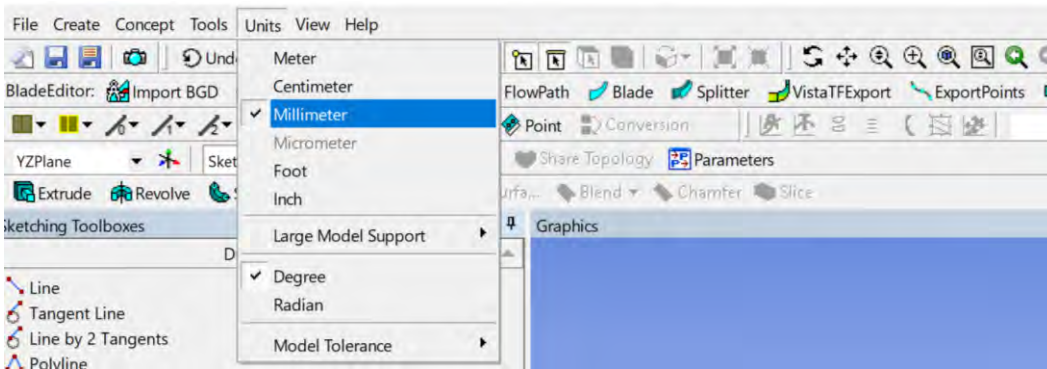 File Create Concept Tools Units View Help
Und
BladeEditor: Import BGD FlowPath Blade Splitter VistaTFExport ExportPoints
Point Conversion
YZPlane Sket Share Topology Parameters
Extrude Revolve Blend Chamfer Slice
Sketching Toolboxes Graphics
Line
Tangent Line
Line by 2 Tangents
Polyline
Meter
Centimeter
Millimeter
Micrometer
Foot
Inch
Large Model Support
Degree
Radian
Model Tolerance